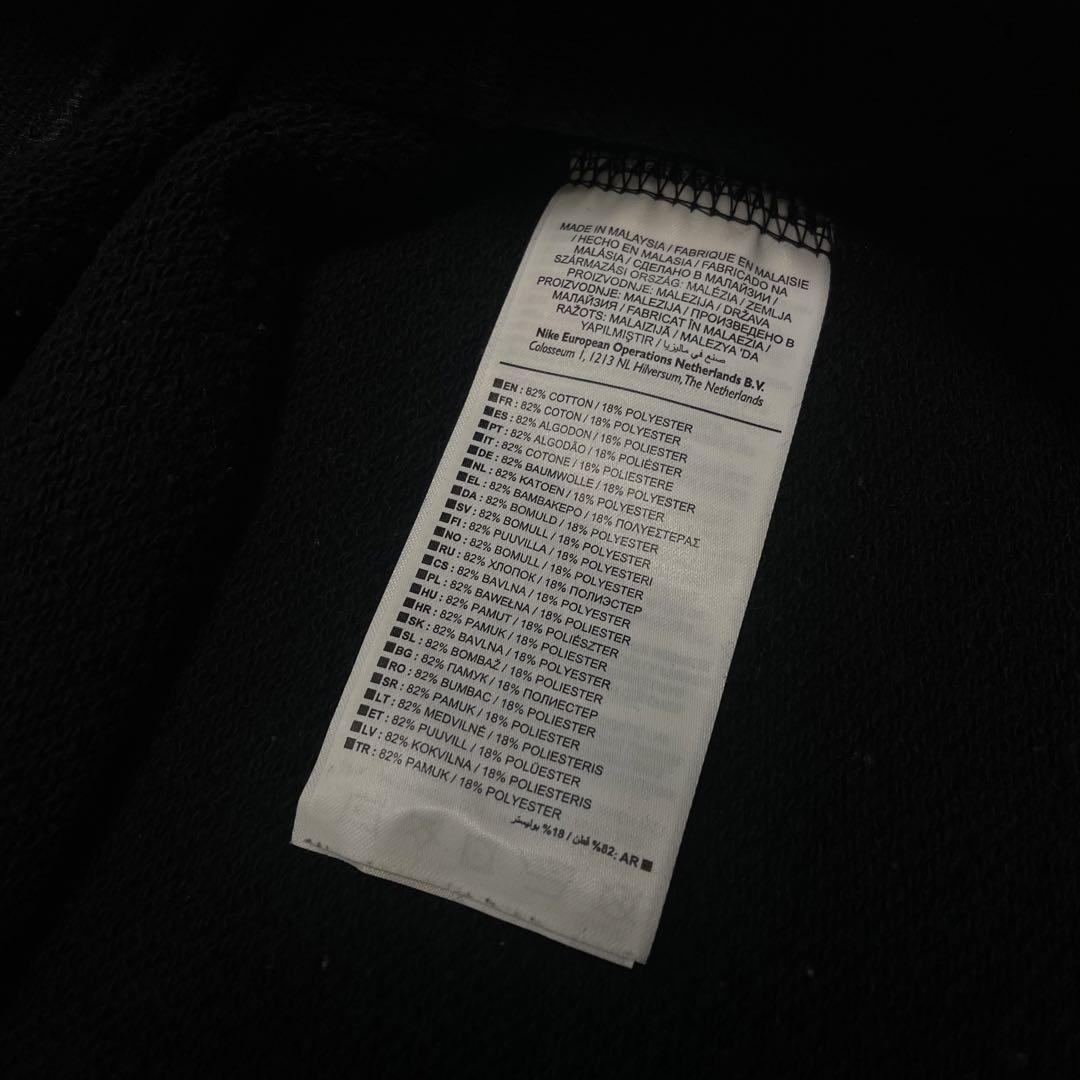 MADE IN MALAYSIA / FABRIQUE EN MALAISIE
/ HECHO EN MALASIA / FABRICADO NA
MALÁSIA / СДЕЛАНО В МАЛАЙЗИИ /
SZÁRMAZÁSI ORSZÁG: MALÉZIA / ZEMLJA
PROIZVODNJE: MALEZIJA / DRŽAVA
PROIZVODNJE: MALEZIJA / ПРОИЗВЕДЕНО В
МАЛАЙЗИЯ / FABRICAT ÎN MALAEZIA /
RAŽOTS: MALAIZIJĀ / MALEZYA 'DA
YAPILMIŞTIR / صنع في ماليزيا
Nike European Operations Netherlands B.V.
Colosseum 1, 1213 NL Hilversum, The Netherlands
EN : 82% COTTON / 18% POLYESTER
FR : 82% COTON / 18% POLYESTER
ES : 82% ALGODON / 18% POLIESTER
PT : 82% ALGODÃO / 18% POLIÉSTER
IT : 82% COTONE / 18% POLIESTERE
DE : 82% BAUMWOLLE / 18% POLYESTER
NL : 82% KATOEN / 18% POLYESTER
EL : 82% ΒΑΜΒΑΚΕΡΟ / 18% ΠΟΛΥΕΣΤΕΡΑΣ
DA : 82% BOMULD / 18% POLYESTER
SV : 82% BOMULL / 18% POLYESTER
FI : 82% PUUVILLA / 18% POLYESTERI
NO : 82% BOMULL / 18% POLYESTER
RU : 82% ХЛОПОК / 18% ПОЛИЭСТЕР
CS : 82% BAVLNA / 18% POLYESTER
PL : 82% BAWEŁNA / 18% POLIESTER
HU : 82% PAMUT / 18% POLIÉSZTER
HR : 82% PAMUK / 18% POLIESTER
SK : 82% BAVLNA / 18% POLYESTER
SL : 82% BOMBAŽ / 18% POLIESTER
BG : 82% ПАМУК / 18% ПОЛИЕСТЕР
RO : 82% BUMBAC / 18% POLIESTER
SR : 82% PAMUK / 18% POLIESTER
LT : 82% MEDVILNĖ / 18% POLIESTERIS
ET : 82% PUUVILL / 18% POLÜESTER
LV : 82% KOKVILNA / 18% POLIESTERIS
TR : 82% PAMUK / 18% POLYESTER
AR :82% قطن / 18% بوليستر